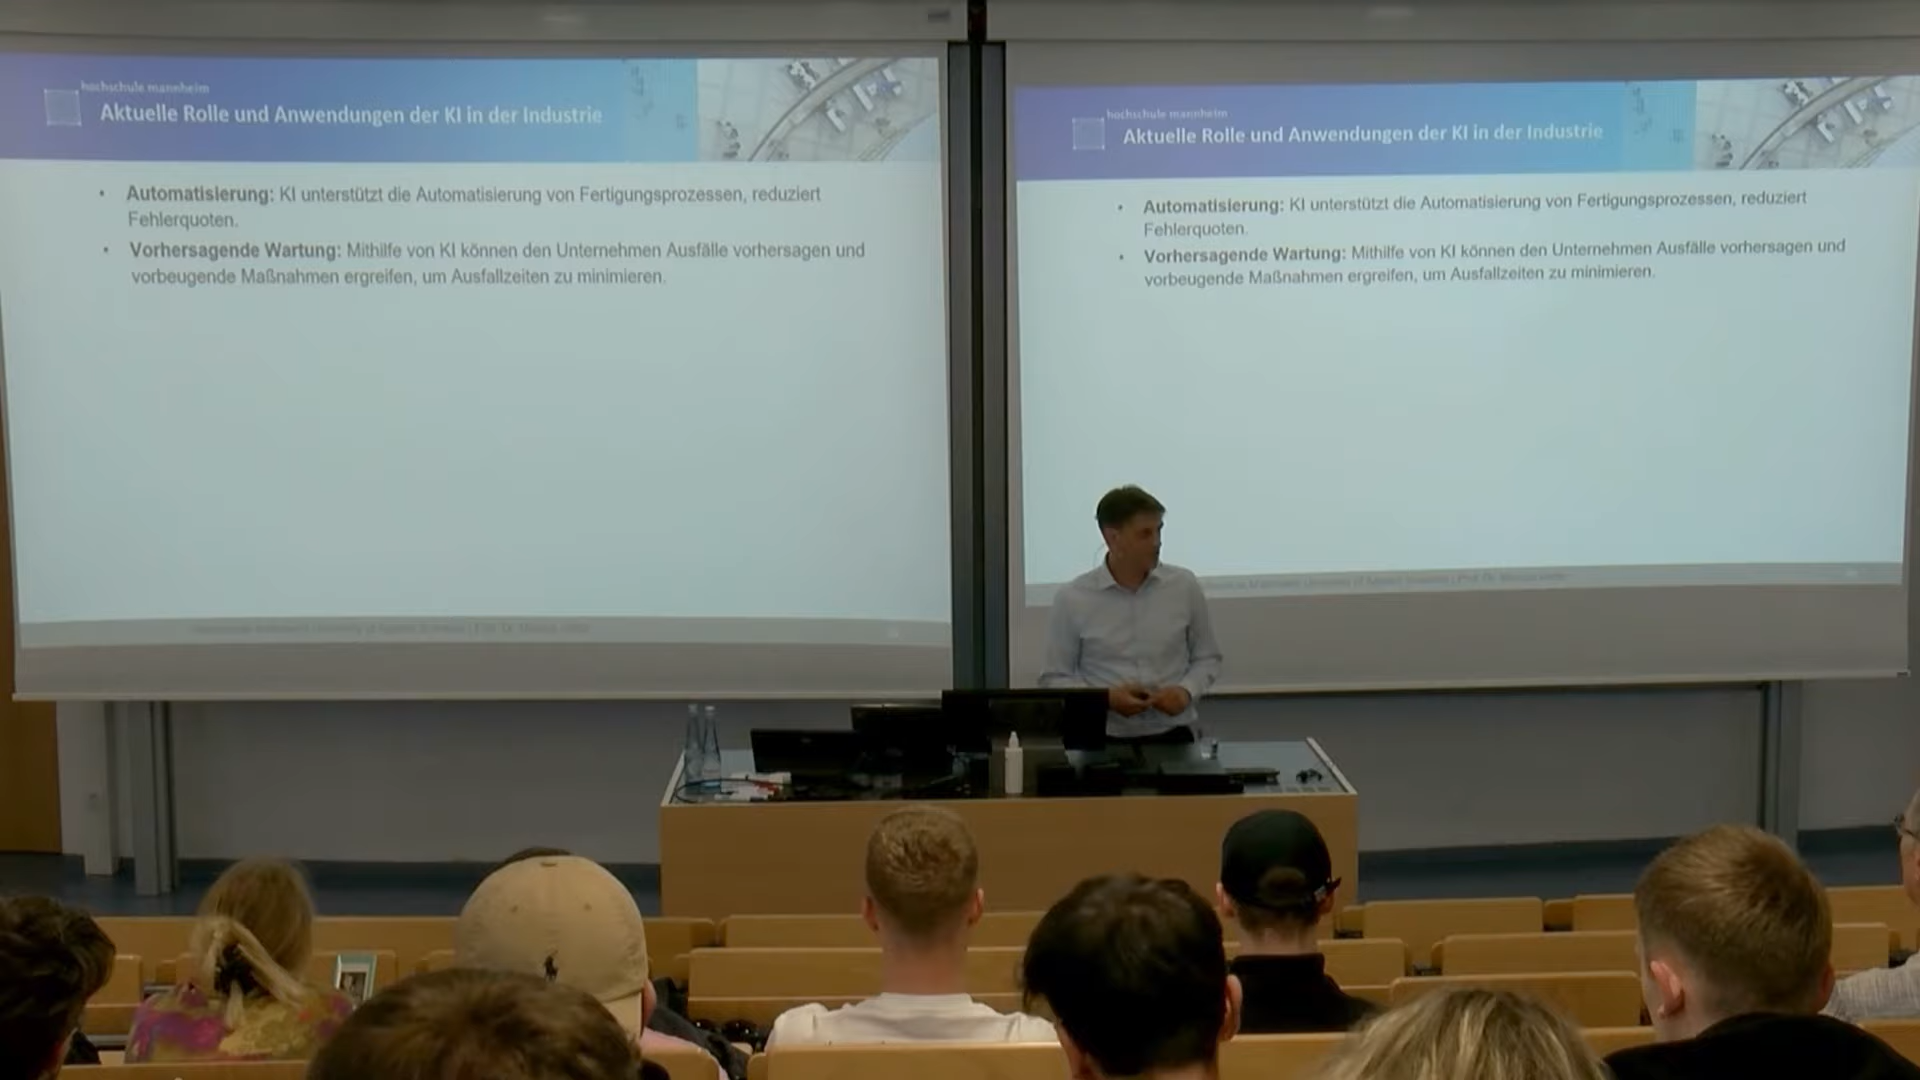 hochschule mannheim
Aktuelle Rolle und Anwendungen der KI in der Industrie
• Automatisierung: KI unterstützt die Automatisierung von Fertigungsprozessen, reduziert
Fehlerquoten.
• Vorhersagende Wartung: Mithilfe von KI können den Unternehmen Ausfälle vorhersagen und
vorbeugende Maßnahmen ergreifen, um Ausfallzeiten zu minimieren.
hochschule mannheim
Aktuelle Rolle und Anwendungen der KI in der Industrie
• Automatisierung: KI unterstützt die Automatisierung von Fertigungsprozessen, reduziert
Fehlerquoten.
• Vorhersagende Wartung: Mithilfe von KI können den Unternehmen Ausfälle vorhersagen und
vorbeugende Maßnahmen ergreifen, um Ausfallzeiten zu minimieren.